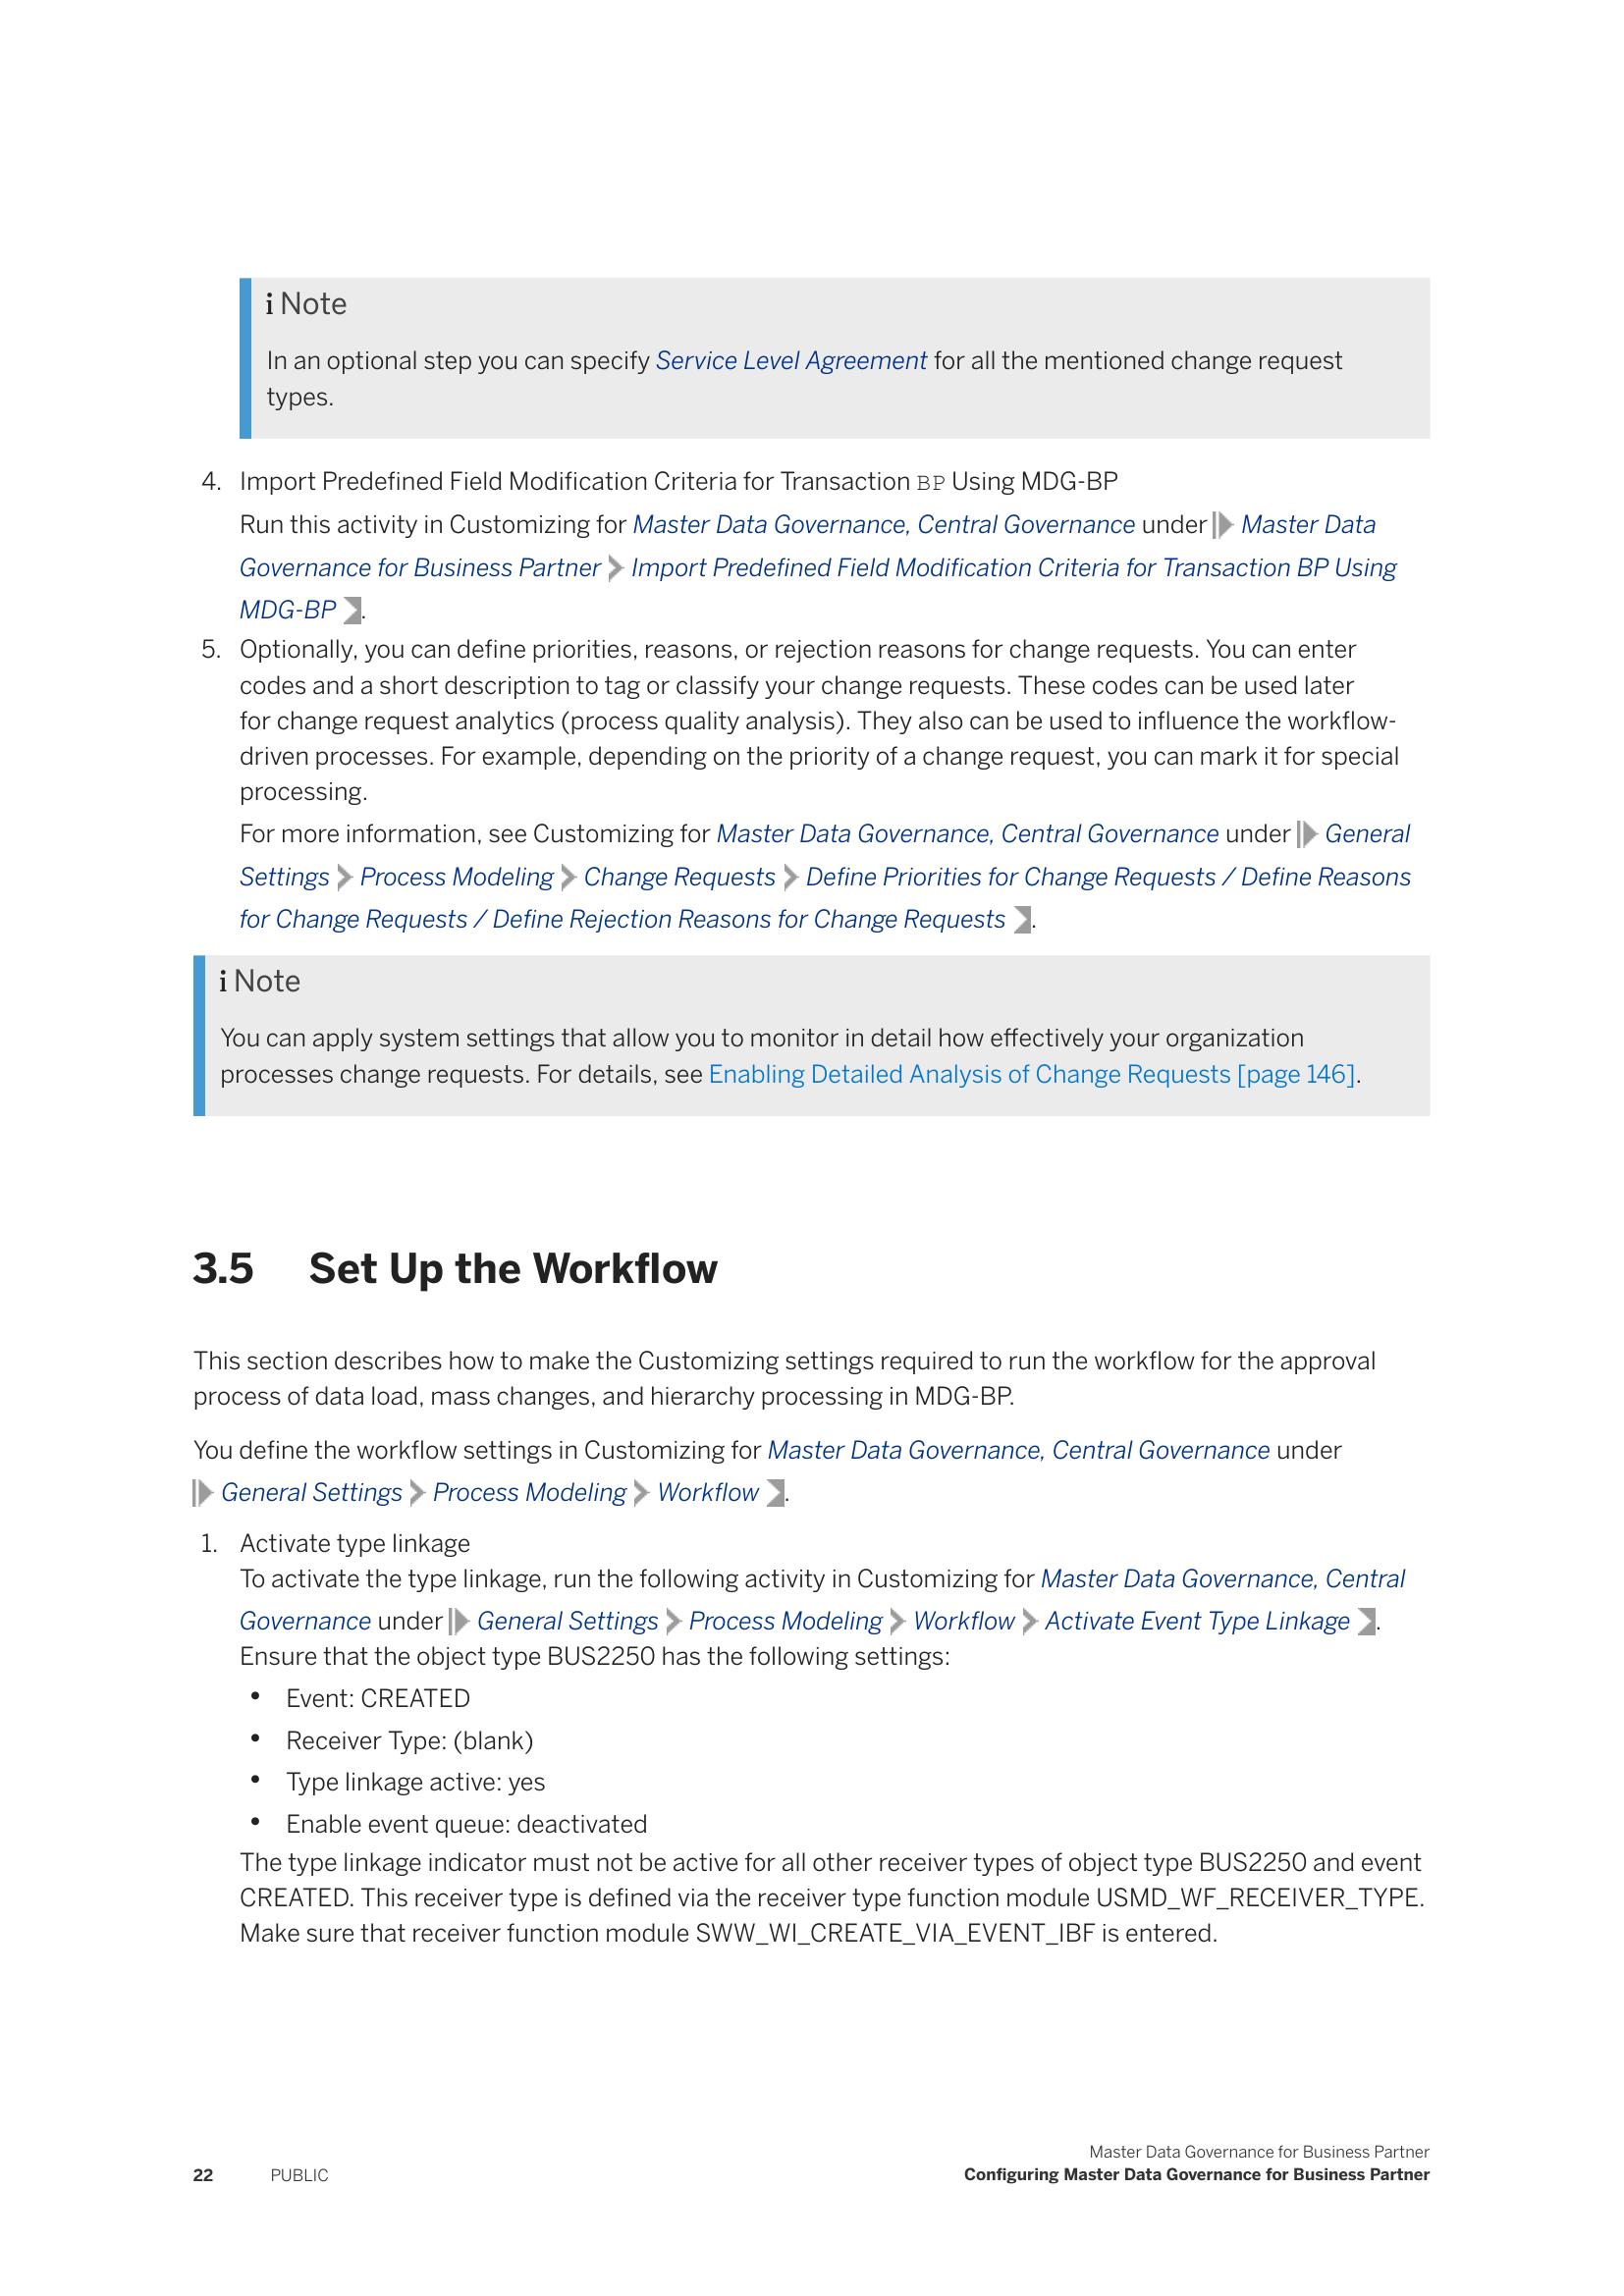 i Note
In an optional step you can specify Service Level Agreement for all the mentioned change request
types.
4. Import Predefined Field Modification Criteria for Transaction BP Using MDG-BP
Run this activity in Customizing for Master Data Governance, Central Governance under Master Data
Governance for Business Partner Import Predefined Field Modification Criteria for Transaction BP Using
MDG-BP .
5. Optionally, you can define priorities, reasons, or rejection reasons for change requests. You can enter
codes and a short description to tag or classify your change requests. These codes can be used later
for change request analytics (process quality analysis). They also can be used to influence the workflow-
driven processes. For example, depending on the priority of a change request, you can mark it for special
processing.
For more information, see Customizing for Master Data Governance, Central Governance under General
Settings Process Modeling Change Requests Define Priorities for Change Requests / Define Reasons
for Change Requests / Define Rejection Reasons for Change Requests .
i Note
You can apply system settings that allow you to monitor in detail how effectively your organization
processes change requests. For details, see Enabling Detailed Analysis of Change Requests [page 146].
3.5 Set Up the Workflow
This section describes how to make the Customizing settings required to run the workflow for the approval
process of data load, mass changes, and hierarchy processing in MDG-BP.
You define the workflow settings in Customizing for Master Data Governance, Central Governance under
General Settings Process Modeling Workflow .
1. Activate type linkage
To activate the type linkage, run the following activity in Customizing for Master Data Governance, Central
Governance under General Settings Process Modeling Workflow Activate Event Type Linkage .
Ensure that the object type BUS2250 has the following settings:
• Event: CREATED
• Receiver Type: (blank)
• Type linkage active: yes
• Enable event queue: deactivated
The type linkage indicator must not be active for all other receiver types of object type BUS2250 and event
CREATED. This receiver type is defined via the receiver type function module USMD_WF_RECEIVER_TYPE.
Make sure that receiver function module SWW_WI_CREATE_VIA_EVENT_IBF is entered.
Master Data Governance for Business Partner
22 PUBLIC Configuring Master Data Governance for Business Partner